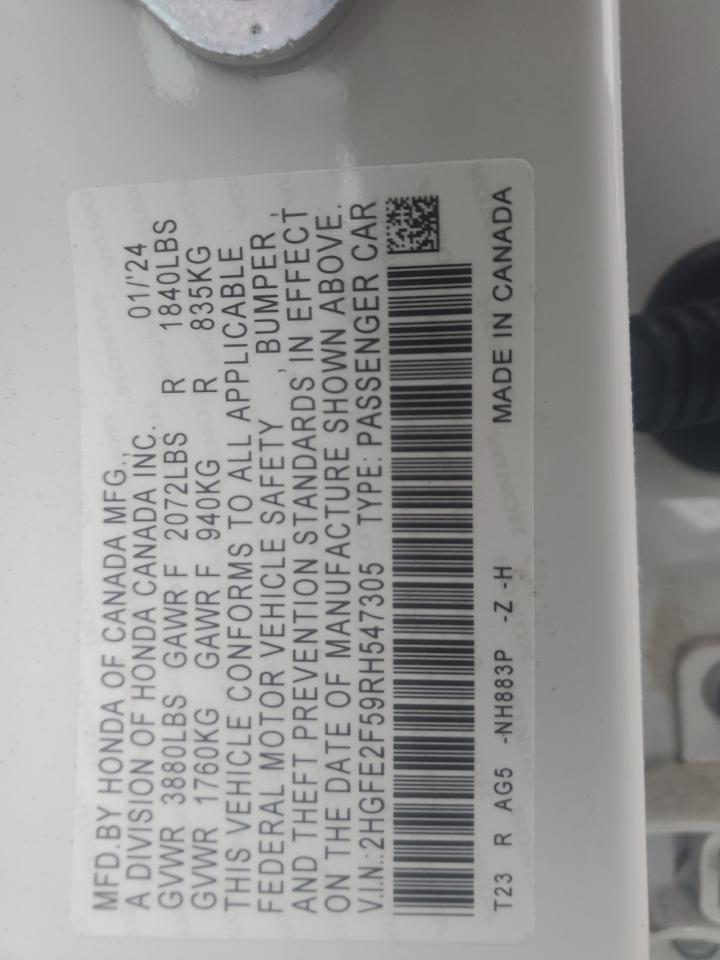 MFD.BY HONDA OF CANADA MFG., 01/'24
A DIVISION OF HONDA CANADA INC.
GVWR 3880LBS GAWR F 2072LBS R 1840LBS
GVWR 1760KG GAWR F 940KG R 835KG
THIS VEHICLE CONFORMS TO ALL APPLICABLE
FEDERAL MOTOR VEHICLE SAFETY , BUMPER ,
AND THEFT PREVENTION STANDARDS IN EFFECT
ON THE DATE OF MANUFACTURE SHOWN ABOVE.
V.I.N.:2HGFE2F59RH547305 TYPE: PASSENGER CAR
T23 R AG5 -NH883P -Z -H MADE IN CANADA